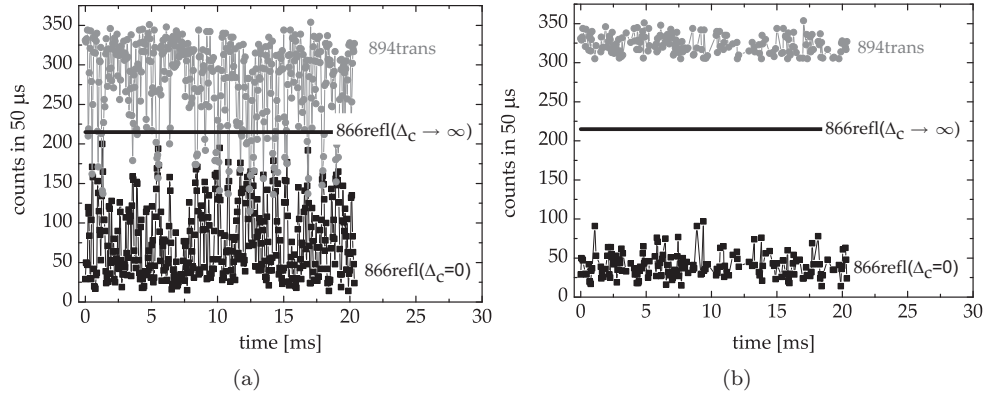 350
300
250
200
150
100
50
0
counts in 50 μs
894trans
866refl(Δc → ∞)
866refl(Δc=0)
0 5 10 15 20 25 30
time [ms]
(a)
350
300
250
200
150
100
50
0
counts in 50 μs
894trans
866refl(Δc → ∞)
866refl(Δc=0)
0 5 10 15 20 25 30
time [ms]
(b)